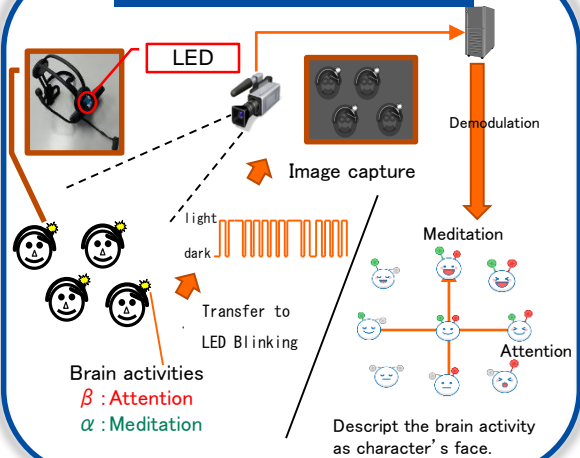 LED
Demodulation
Image capture
light
dark
Transfer to
LED Blinking
Meditation
Attention
Brain activities
β：Attention
α：Meditation
Descript the brain activity
as character's face.